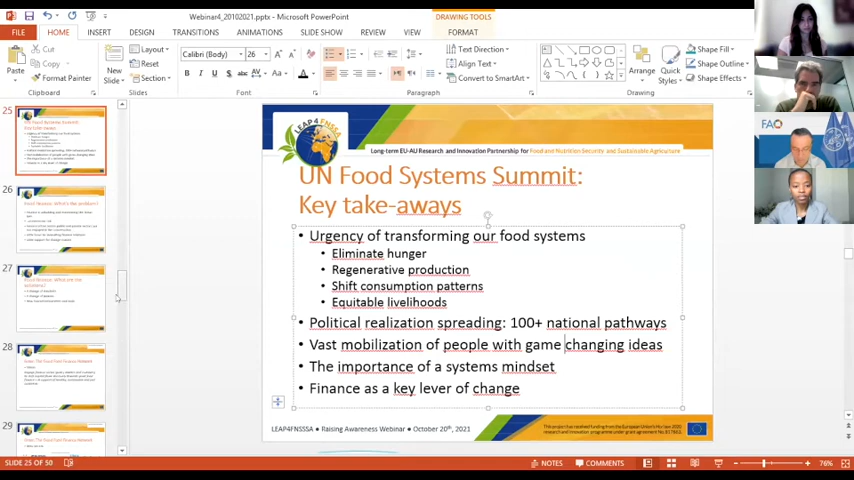 Webinar4_20102021.pptx - Microsoft PowerPoint
DRAWING TOOLS
FILE HOME INSERT DESIGN TRANSITIONS ANIMATIONS SLIDE SHOW REVIEW VIEW FORMAT
Cut
Copy
Format Painter
Paste
Clipboard
New
Slide
Layout
Reset
Section
Slides
Calibri (Body) 26
Font
Paragraph
Text Direction
Align Text
Convert to SmartArt
Arrange
Quick
Styles
Shape Fill
Shape Outline
Shape Effects
Drawing
25
26
27
28
29
LEAP4FNSSA
Long-term EU-AU Research and Innovation Partnership for Food and Nutrition Security and Sustainable Agriculture
UN Food Systems Summit:
Key take-aways
• Urgency of transforming our food systems
• Eliminate hunger
• Regenerative production
• Shift consumption patterns
• Equitable livelihoods
• Political realization spreading: 100+ national pathways
• Vast mobilization of people with game changing ideas
• The importance of a systems mindset
• Finance as a key lever of change
LEAP4FNSSSA ● Raising Awareness Webinar ● October 20th, 2021
FAO
SLIDE 25 OF 50
NOTES
COMMENTS
76%